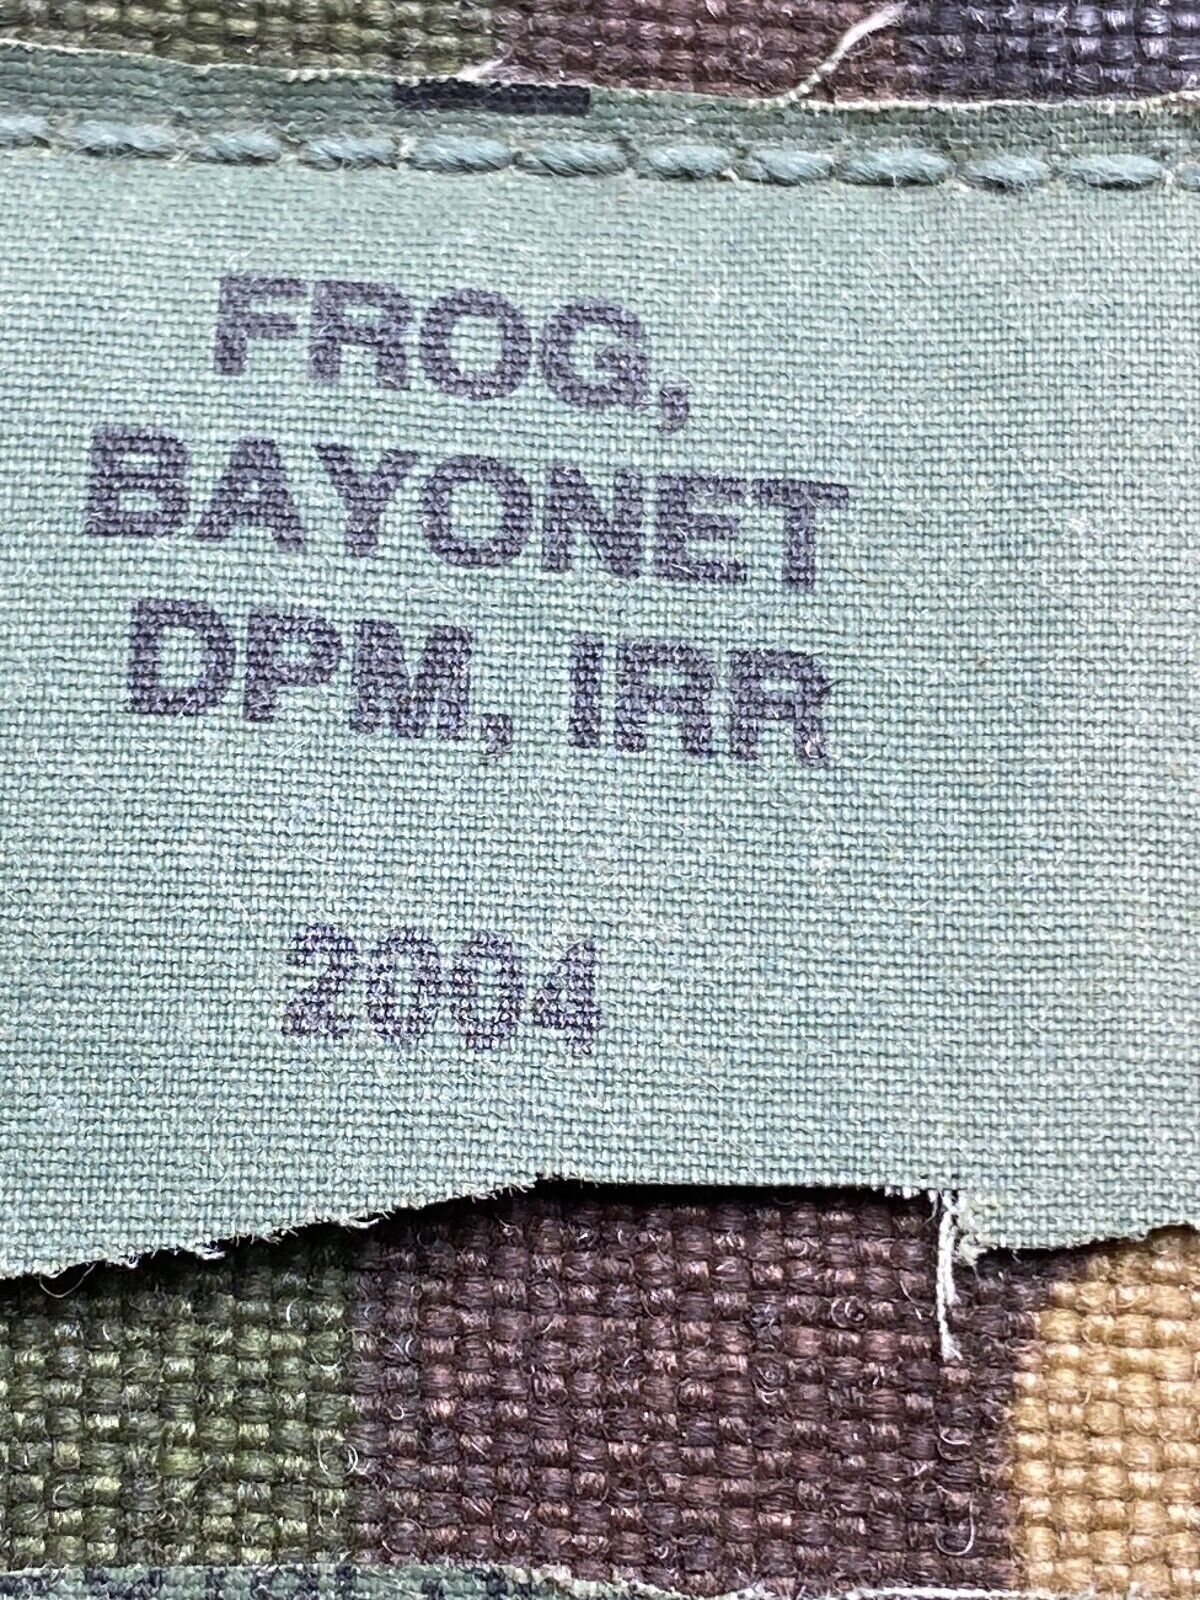 FROG,
BAYONET
DPM, IRR
2004